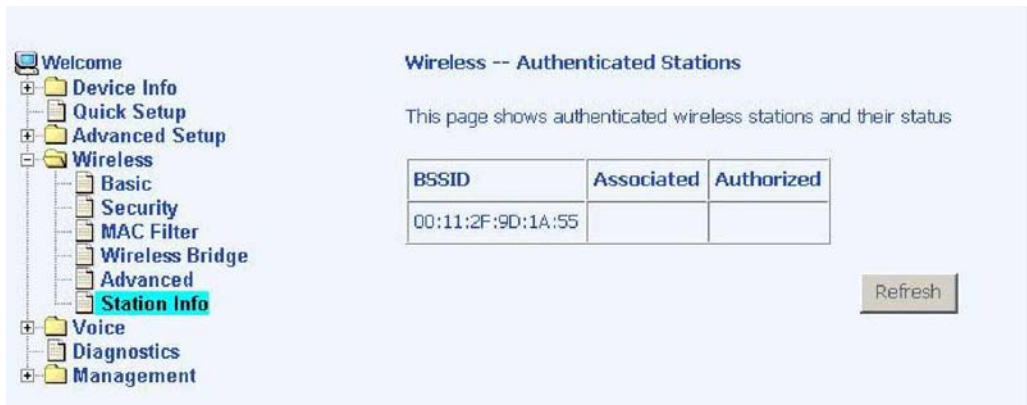 Welcome
Device Info
Quick Setup
Advanced Setup
Wireless
Basic
Security
MAC Filter
Wireless Bridge
Advanced
Station Info
Voice
Diagnostics
Management
Wireless -- Authenticated Stations
This page shows authenticated wireless stations and their status
BSSID Associated Authorized
00:11:2F:9D:1A:55
Refresh